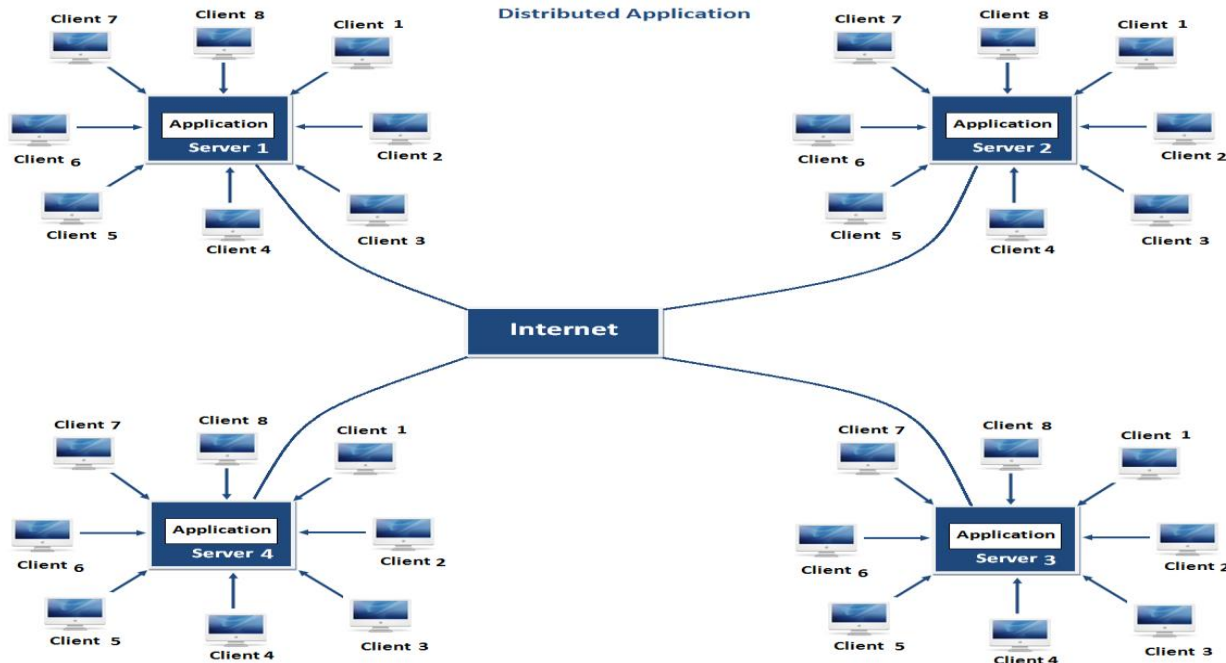 Distributed Application
Client 7
Client 8
Client 1
Application
Server 1
Client 6
Client 2
Client 5
Client 4
Client 3
Client 7
Client 8
Client 1
Application
Server 2
Client 6
Client 2
Client 5
Client 4
Client 3
Internet
Client 7
Client 8
Client 1
Application
Server 4
Client 6
Client 2
Client 5
Client 4
Client 3
Client 7
Client 8
Client 1
Application
Server 3
Client 6
Client 2
Client 5
Client 4
Client 3